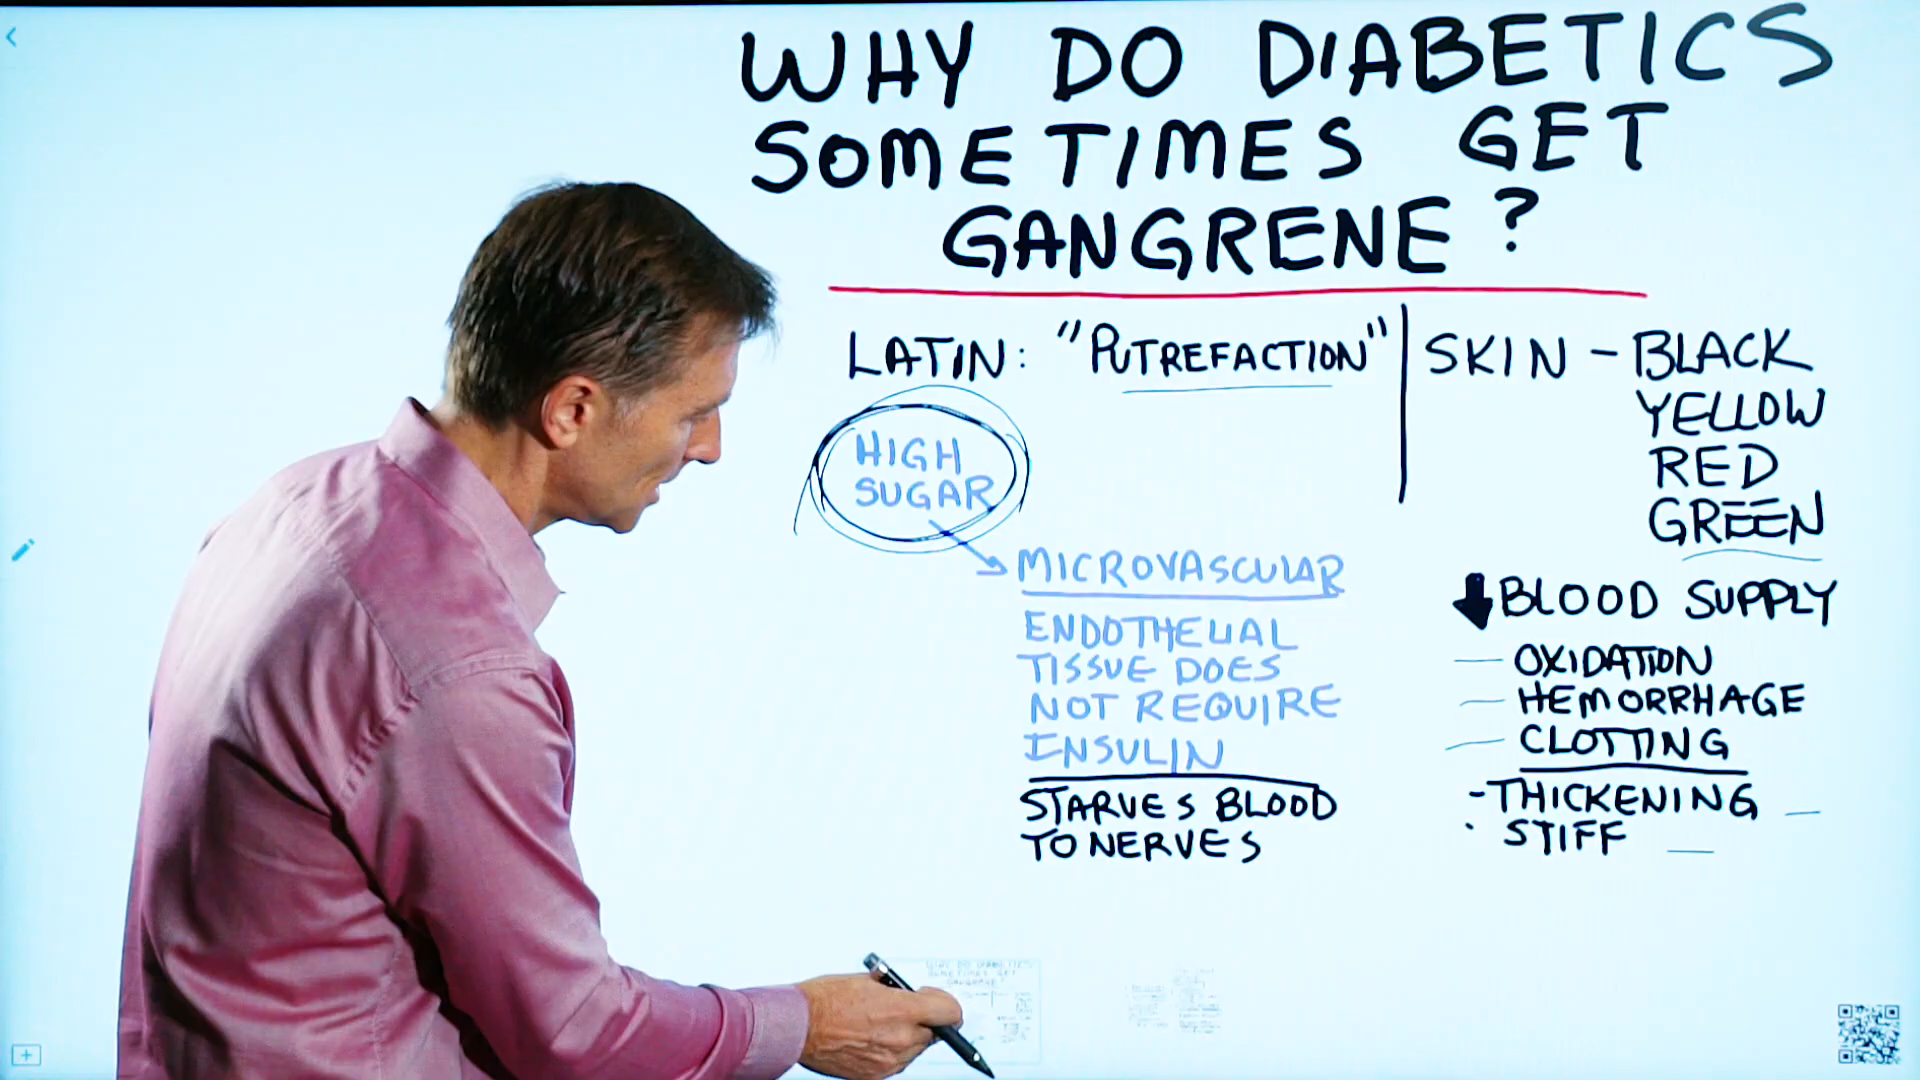 WHY DO DIABETICS
SOMETIMES GET
GANGRENE?
LATIN: "PUTREFACTION"
HIGH
SUGAR
MICROVASCULAR
ENDOTHELIAL
TISSUE DOES
NOT REQUIRE
INSULIN
STARVES BLOOD
TO NERVES
SKIN - BLACK
YELLOW
RED
GREEN
↓BLOOD SUPPLY
- OXIDATION
- HEMORRHAGE
- CLOTTING
- THICKENING
· STIFF